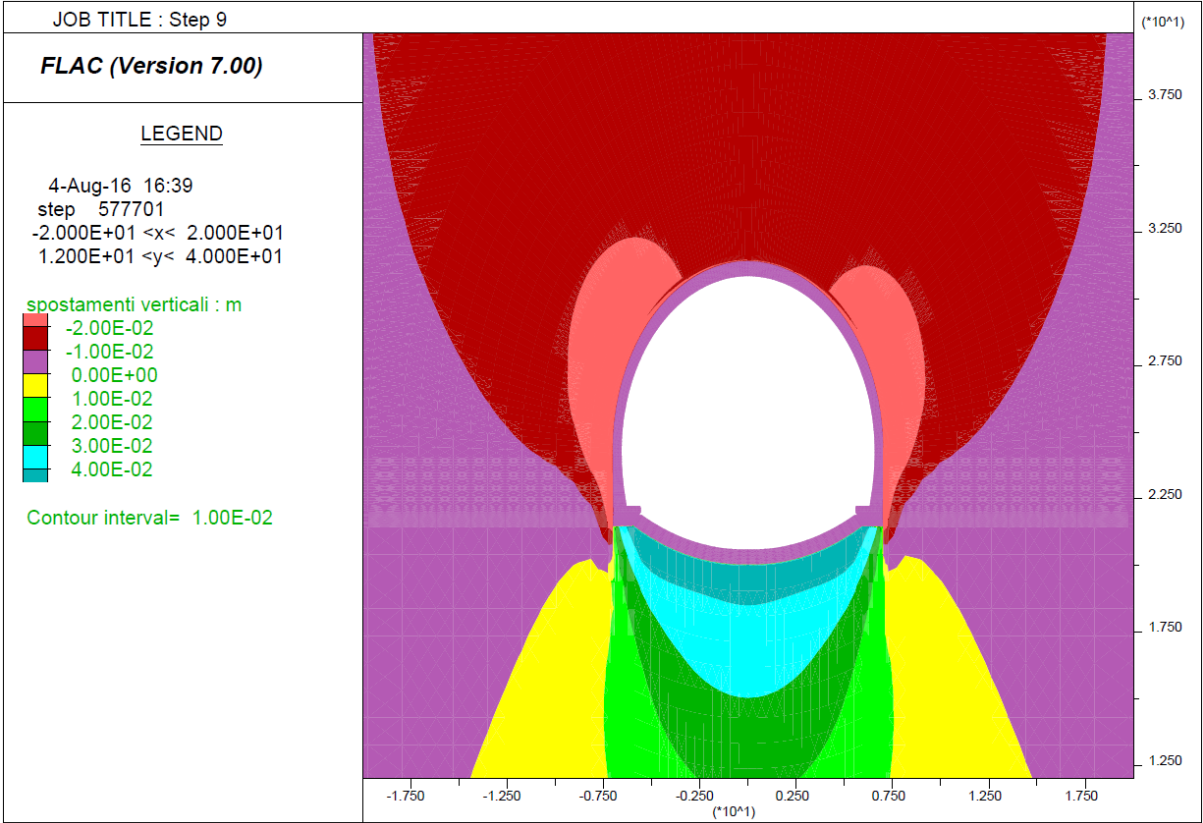 JOB TITLE : Step 9
(*10^1)
FLAC (Version 7.00)
LEGEND
4-Aug-16 16:39
step 577701
-2.000E+01 <x< 2.000E+01
1.200E+01 <y< 4.000E+01
spostamenti verticali : m
-2.00E-02
-1.00E-02
0.00E+00
1.00E-02
2.00E-02
3.00E-02
4.00E-02
Contour interval= 1.00E-02
3.750
3.250
2.750
2.250
1.750
1.250
-1.750 -1.250 -0.750 -0.250 0.250 0.750 1.250 1.750
(*10^1)